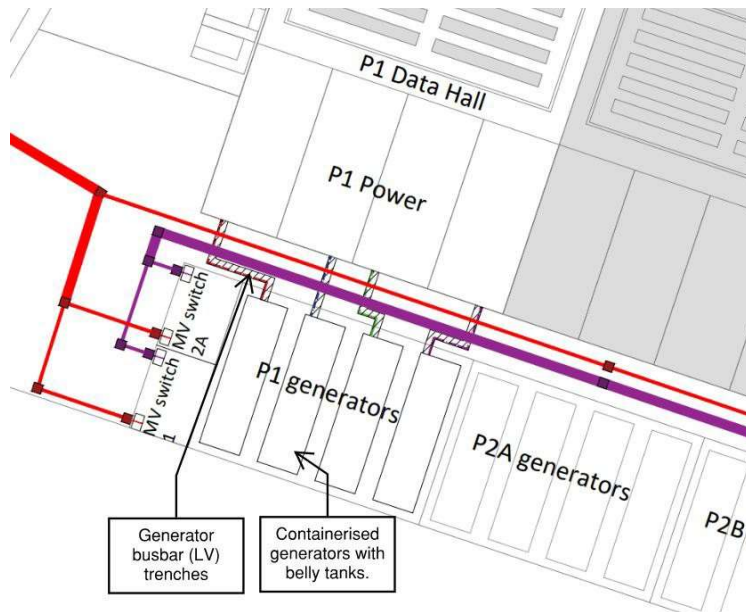 P1 Data Hall
P1 Power
MV switch
2A
MV switch
1
P1 generators
P2A generators
P2B
Generator
busbar (LV)
trenches
Containerised
generators with
belly tanks.